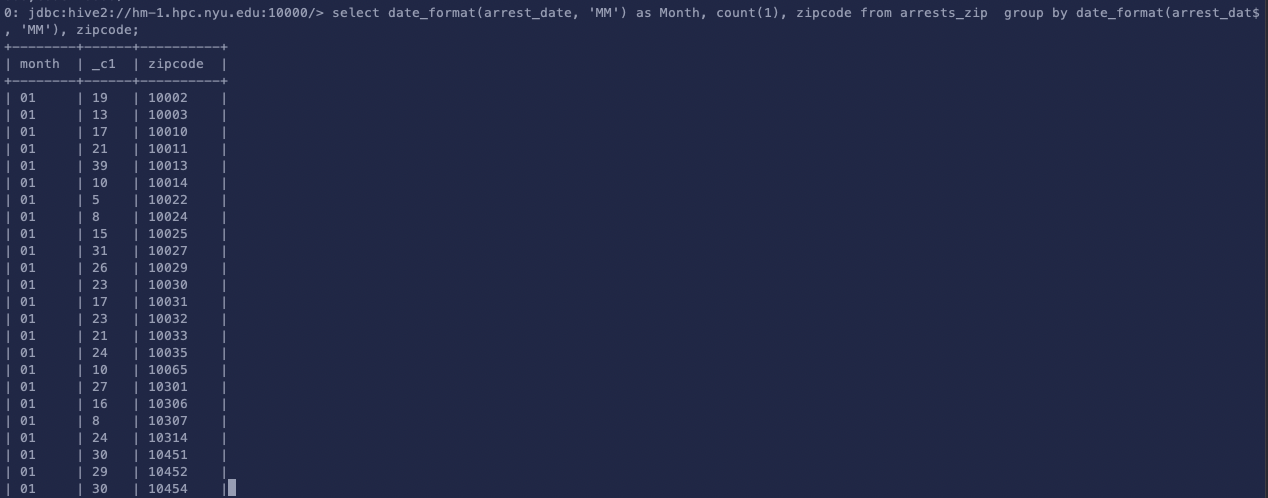 0: jdbc:hive2://hm-1.hpc.nyu.edu:10000/> select date_format(arrest_date, 'MM') as Month, count(1), zipcode from arrests_zip  group by date_format(arrest_dat$
, 'MM'), zipcode;
+--------+------+----------+
| month  | _c1  | zipcode  |
+--------+------+----------+
| 01     | 19   | 10002    |
| 01     | 13   | 10003    |
| 01     | 17   | 10010    |
| 01     | 21   | 10011    |
| 01     | 39   | 10013    |
| 01     | 10   | 10014    |
| 01     | 5    | 10022    |
| 01     | 8    | 10024    |
| 01     | 15   | 10025    |
| 01     | 31   | 10027    |
| 01     | 26   | 10029    |
| 01     | 23   | 10030    |
| 01     | 17   | 10031    |
| 01     | 23   | 10032    |
| 01     | 21   | 10033    |
| 01     | 24   | 10035    |
| 01     | 10   | 10065    |
| 01     | 27   | 10301    |
| 01     | 16   | 10306    |
| 01     | 8    | 10307    |
| 01     | 24   | 10314    |
| 01     | 30   | 10451    |
| 01     | 29   | 10452    |
| 01     | 30   | 10454    |